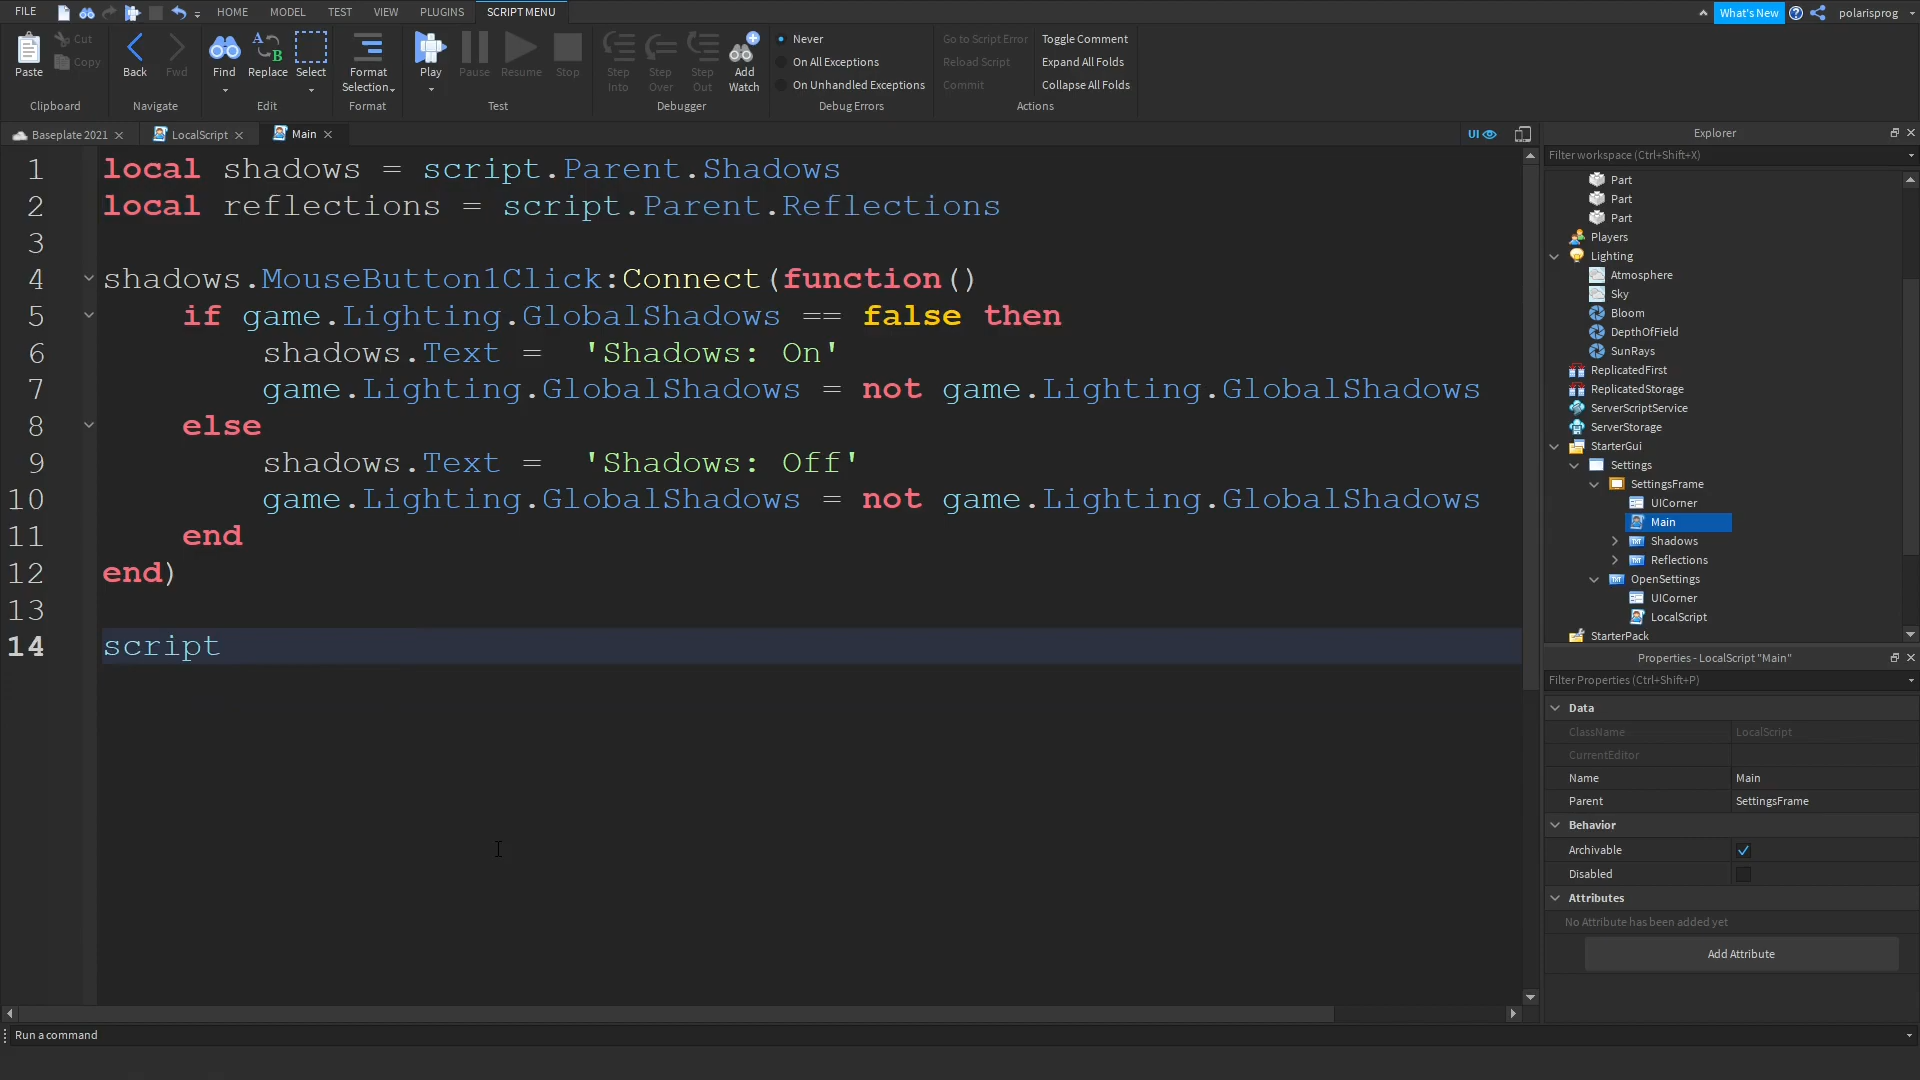 FILE HOME MODEL TEST VIEW PLUGINS SCRIPT MENU What's New polarisprog
Paste Cut Copy Back Fwd Find Replace Select Format Selection Play Pause Resume Stop Step Into Step Over Step Out Add Watch
Never
On All Exceptions
On Unhandled Exceptions
Go to Script Error
Reload Script
Commit
Toggle Comment
Expand All Folds
Collapse All Folds
Clipboard Navigate Edit Format Test Debugger Debug Errors Actions
Baseplate 2021 LocalScript Main UI
1 local shadows = script.Parent.Shadows
2 local reflections = script.Parent.Reflections
3
4 shadows.MouseButton1Click:Connect(function()
5 if game.Lighting.GlobalShadows == false then
6 shadows.Text =  'Shadows: On'
7 game.Lighting.GlobalShadows = not game.Lighting.GlobalShadows
8 else
9 shadows.Text =  'Shadows: Off'
10 game.Lighting.GlobalShadows = not game.Lighting.GlobalShadows
11 end
12 end)
13
14 script
Explorer
Filter workspace (Ctrl+Shift+X)
Part
Part
Part
Players
Lighting
Atmosphere
Sky
Bloom
DepthOfField
SunRays
ReplicatedFirst
ReplicatedStorage
ServerScriptService
ServerStorage
StarterGui
Settings
SettingsFrame
UICorner
Main
Shadows
Reflections
OpenSettings
UICorner
LocalScript
StarterPack
Properties - LocalScript "Main"
Filter Properties (Ctrl+Shift+P)
Data
ClassName LocalScript
CurrentEditor
Name Main
Parent SettingsFrame
Behavior
Archivable
Disabled
Attributes
No Attribute has been added yet
Add Attribute
Run a command